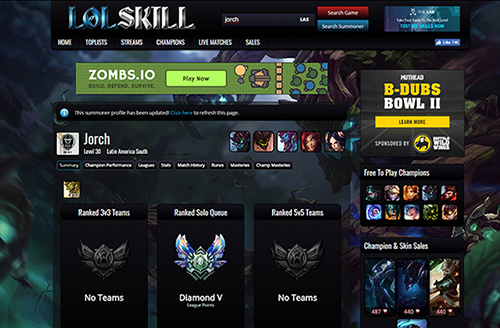 LOLSKILL
jorch
LAS
Search Game
Search Summoner
THE LAB
Take Your Game To The Next Level
TEST MY SKILLS NOW
HOME
TOPLISTS
STREAMS
CHAMPIONS
LIVE MATCHES
SALES
Like 79K
ZOMBS.IO
BUILD. DEFEND. SURVIVE.
Play Now
MUTHEAD
B-DUBS
BOWL II
LEARN MORE
SPONSORED BY
BUFFALO
WILD
WINGS
This summoner profile has been updated! Click here to refresh this page.
Jorch
Level 30 Latin America South
Summary
Champion Performance
Leagues
Stats
Match History
Runes
Masteries
Champ Masteries
Free To Play Champions
Ranked 3v3 Teams
No Teams
Ranked Solo Queue
Diamond V
League Points
Ranked 5v5 Teams
No Teams
Champion & Skin Sales
487
440
440